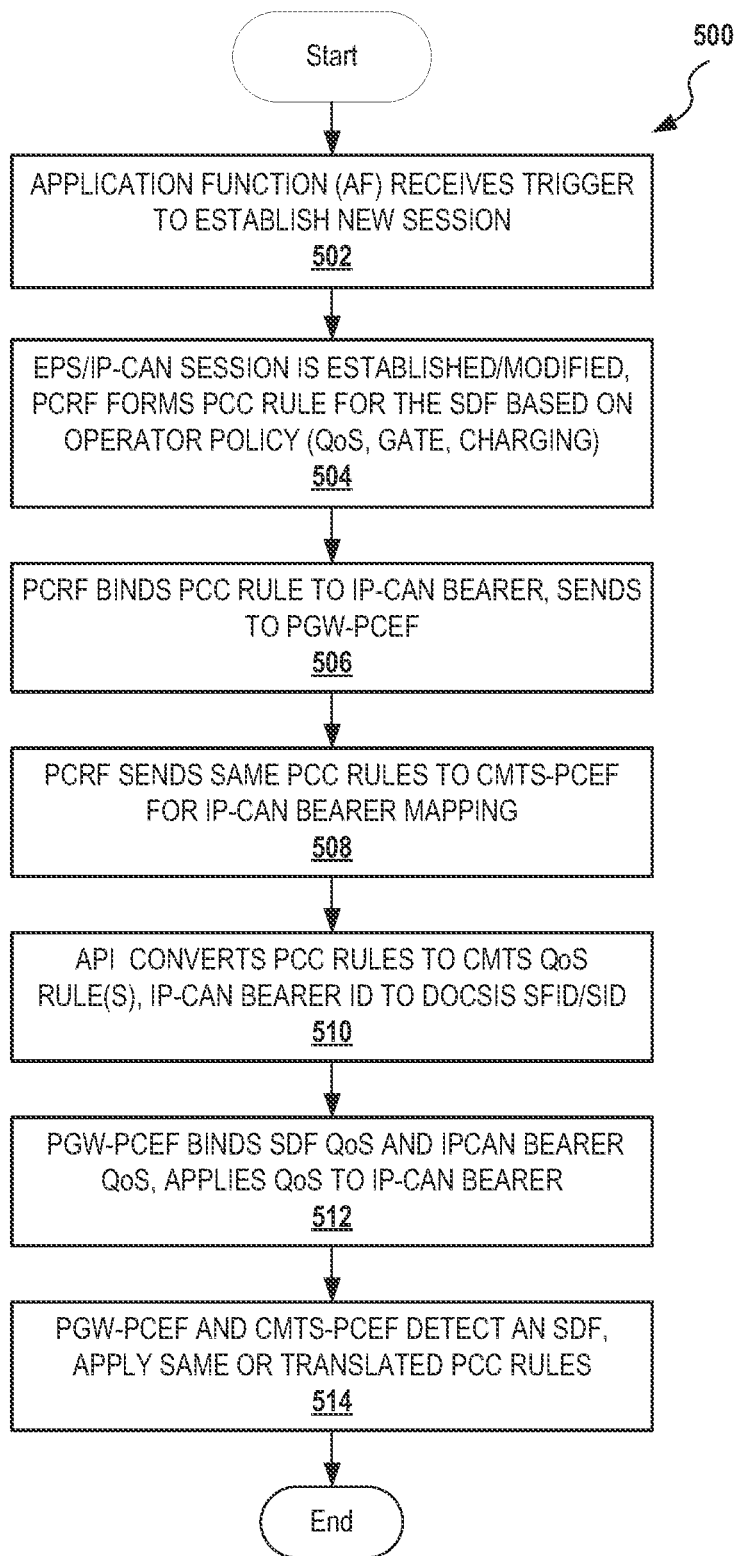 500
Start
APPLICATION FUNCTION (AF) RECEIVES TRIGGER
TO ESTABLISH NEW SESSION
502
EPS/IP-CAN SESSION IS ESTABLISHED/MODIFIED,
PCRF FORMS PCC RULE FOR THE SDF BASED ON
OPERATOR POLICY (QoS, GATE, CHARGING)
504
PCRF BINDS PCC RULE TO IP-CAN BEARER, SENDS
TO PGW-PCEF
506
PCRF SENDS SAME PCC RULES TO CMTS-PCEF
FOR IP-CAN BEARER MAPPING
508
API CONVERTS PCC RULES TO CMTS QoS
RULE(S), IP-CAN BEARER ID TO DOCSIS SFID/SID
510
PGW-PCEF BINDS SDF QoS AND IPCAN BEARER
QoS, APPLIES QoS TO IP-CAN BEARER
512
PGW-PCEF AND CMTS-PCEF DETECT AN SDF,
APPLY SAME OR TRANSLATED PCC RULES
514
End